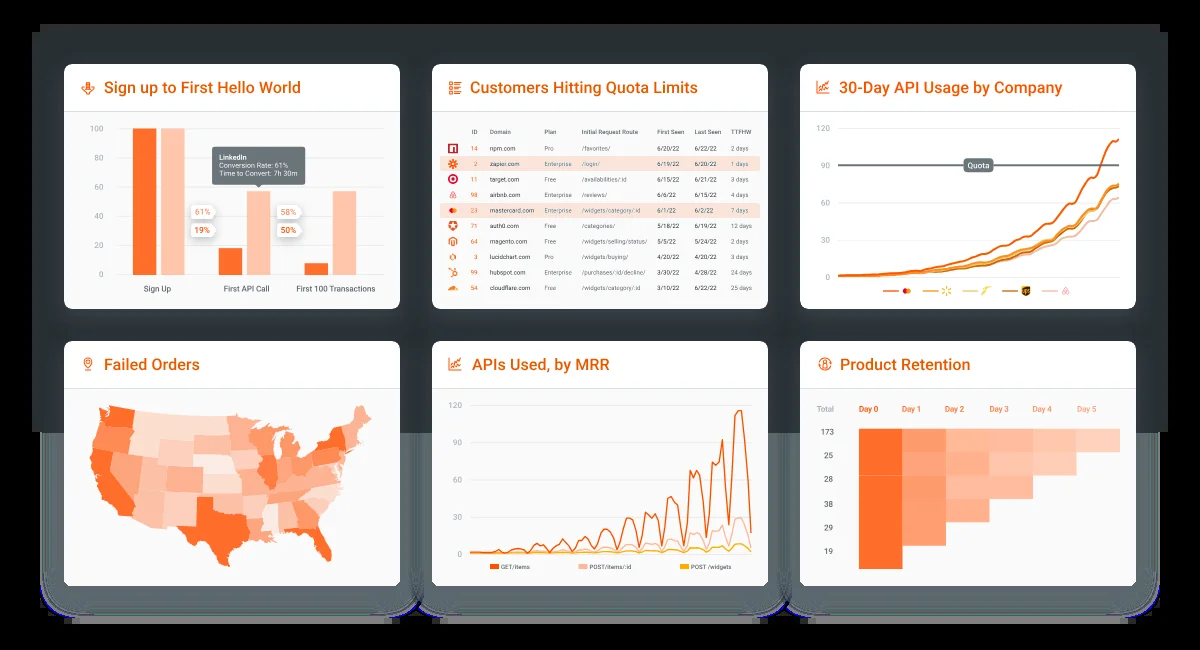 Sign up to First Hello World
100
80
60
40
20
0
LinkedIn
Conversion Rate: 61%
Time to Convert: 7h 30m
61%
19%
58%
50%
Sign Up
First API Call
First 100 Transactions
Customers Hitting Quota Limits
ID Domain Plan Initial Request Route First Seen Last Seen TTFHW
14 npm.com Pro /favorites/ 6/20/22 6/22/22 2 days
2 zapier.com Enterprise /login/ 6/19/22 6/20/22 1 days
11 target.com Free /availabilities/:id 6/15/22 6/21/22 3 days
98 airbnb.com Enterprise /reviews/ 6/6/22 6/15/22 4 days
23 mastercard.com Enterprise /widgets/category/:id 6/1/22 6/2/22 7 days
71 auth0.com Free /categories/ 5/18/22 6/19/22 12 days
64 magento.com Free /widgets/selling/status/ 5/5/22 5/24/22 2 days
3 lucidchart.com Pro /widgets/buying/ 4/20/22 4/20/22 3 days
99 hubspot.com Enterprise /purchases/:id/decline/ 3/30/22 4/28/22 24 days
54 cloudflare.com Free /widgets/category/:id 3/10/22 6/22/22 25 days
30-Day API Usage by Company
120
90
60
30
0
Quota
ups
Failed Orders
APIs Used, by MRR
120
90
60
30
0
GET/items
POST/items/:id
POST /widgets
Product Retention
Total Day 0 Day 1 Day 2 Day 3 Day 4 Day 5
173
25
28
38
29
19